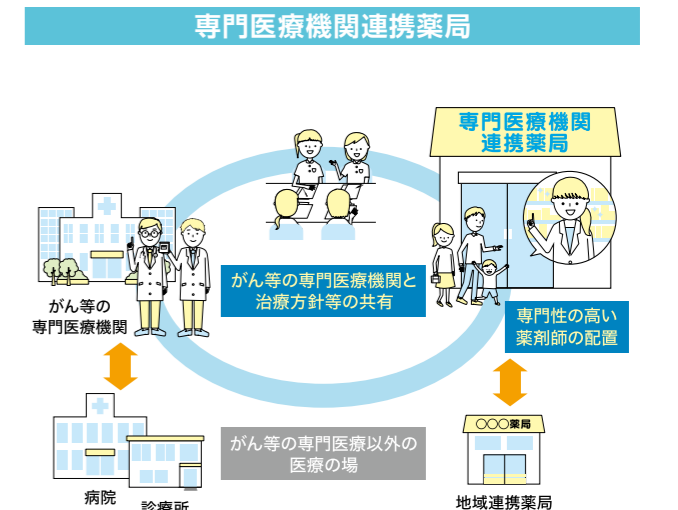 専門医療機関連携薬局
専門医療機関
連携薬局
がん等の専門医療機関と
治療方針等の共有
がん等の
専門医療機関
専門性の高い
薬剤師の配置
がん等の専門医療以外の
医療の場
〇〇〇薬局
病院
診療所
地域連携薬局